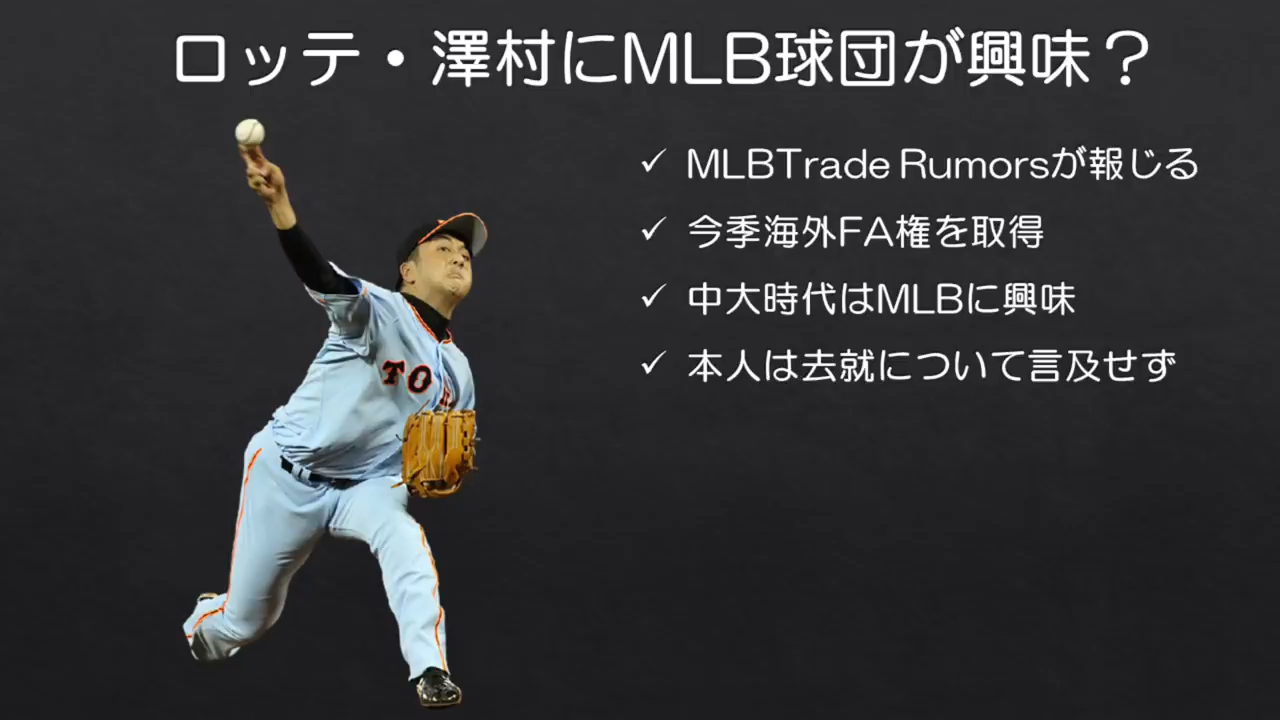 ロッテ・澤村にMLB球団が興味？
✓ MLBTrade Rumorsが報じる
✓ 今季海外FA権を取得
✓ 中大時代はMLBに興味
✓ 本人は去就について言及せず
TO